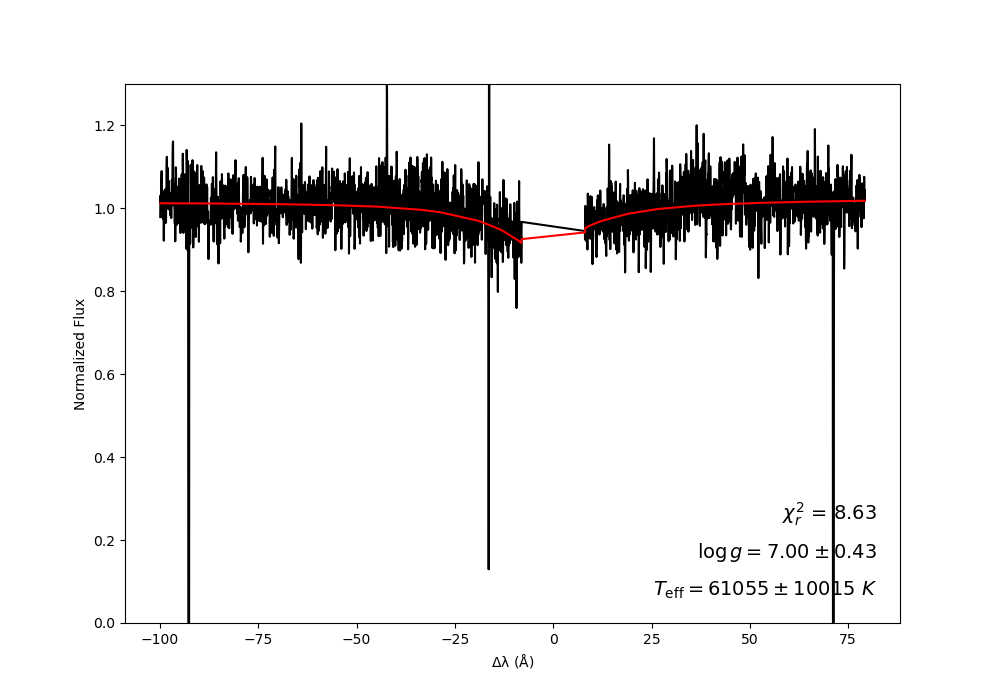 1.2
1.0
0.8
0.6
0.4
0.2
0.0
Normalized Flux
χ²ᵣ = 8.63
log g = 7.00 ± 0.43
T_eff = 61055 ± 10015 K
−100 −75 −50 −25 0 25 50 75
Δλ (Å)